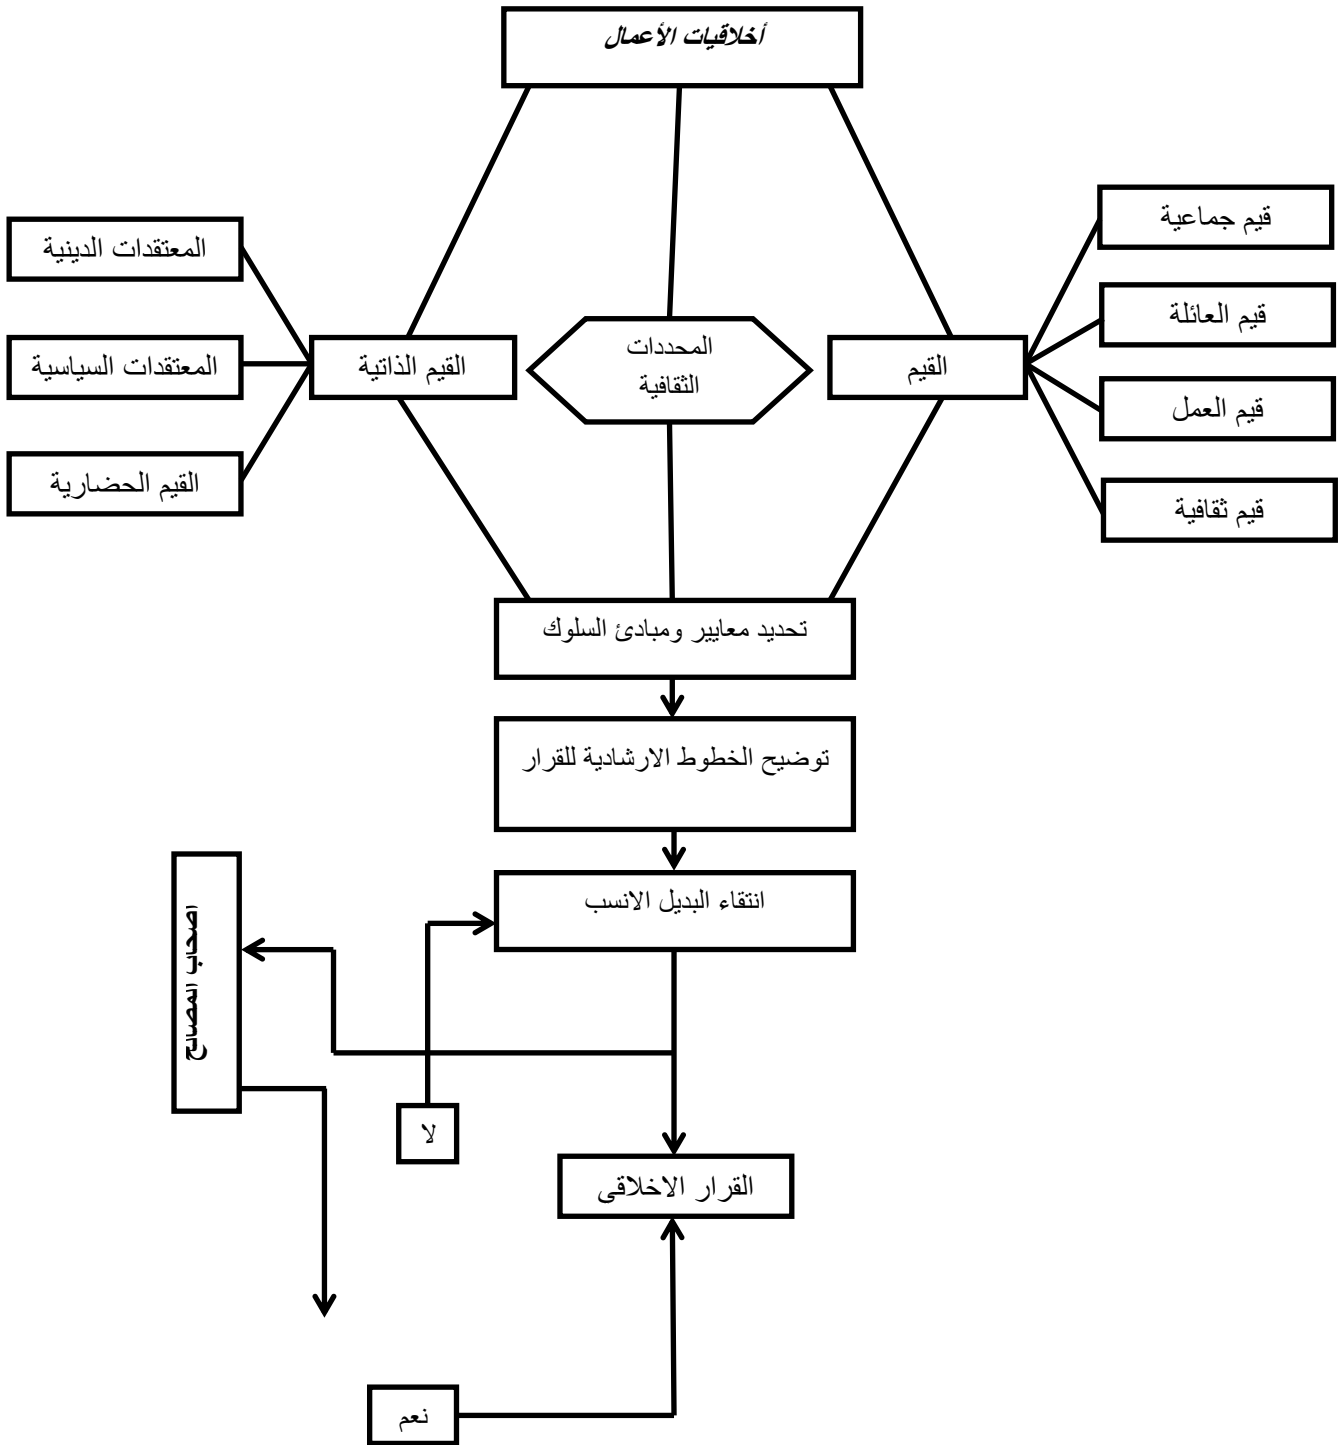 أخلاقيات الأعمال
قيم جماعية
المعتقدات الدينية
قيم العائلة
المحددات
الثقافية
القيم
القيم الذاتية
المعتقدات السياسية
قيم العمل
القيم الحضارية
قيم ثقافية
تحديد معايير ومبادئ السلوك
توضيح الخطوط الارشادية للقرار
انتقاء البديل الانسب
اصحاب المصالح
لا
القرار الاخلاقى
نعم